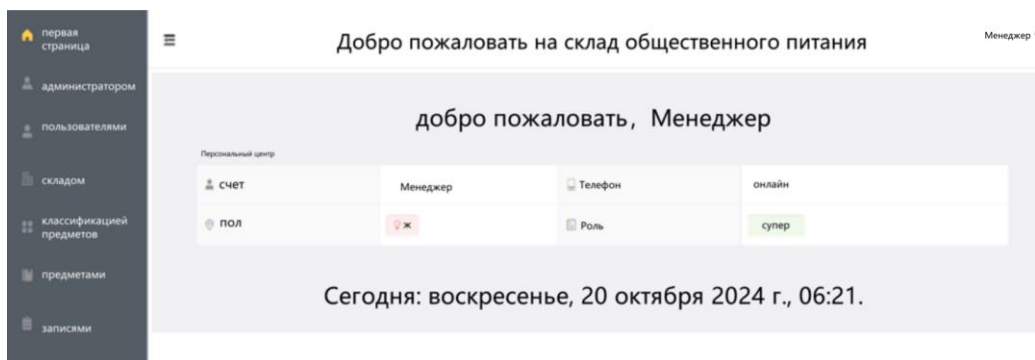 первая
страница
администратором
пользователями
складом
классификацией
предметов
предметами
записями
Добро пожаловать на склад общественного питания
Менеджер
добро пожаловать, Менеджер
Персональный центр
счет
Менеджер
Телефон
онлайн
пол
ж
Роль
супер
Сегодня: воскресенье, 20 октября 2024 г., 06:21.